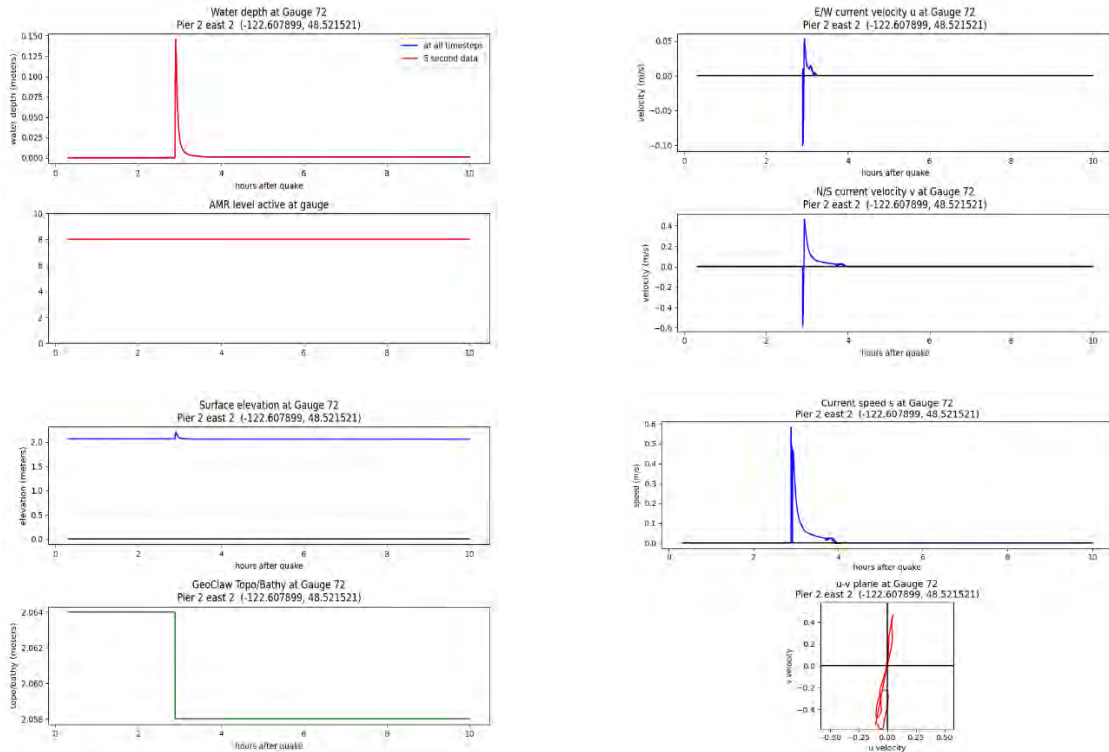 Water depth at Gauge 72
Pier 2 east 2 (-122.607899, 48.521521)
0.150
0.125
0.100
0.075
0.050
0.025
0.000
water depth (meters)
at all timesteps
5 second data
0 2 4 6 8 10
hours after quake
AMR level active at gauge
10
8
6
4
2
0
0 2 4 6 8 10
Surface elevation at Gauge 72
Pier 2 east 2 (-122.607899, 48.521521)
2.0
1.5
1.0
0.5
0.0
elevation (meters)
0 2 4 6 8 10
hours after quake
GeoClaw Topo/Bathy at Gauge 72
Pier 2 east 2 (-122.607899, 48.521521)
2.064
2.062
2.060
2.058
topo/bathy (meters)
0 2 4 6 8 10
hours after quake
E/W current velocity u at Gauge 72
Pier 2 east 2 (-122.607899, 48.521521)
0.05
0.00
−0.05
−0.10
velocity (m/s)
0 2 4 6 8 10
hours after quake
N/S current velocity v at Gauge 72
Pier 2 east 2 (-122.607899, 48.521521)
0.4
0.2
0.0
−0.2
−0.4
−0.6
velocity (m/s)
0 2 4 6 8 10
hours after quake
Current speed s at Gauge 72
Pier 2 east 2 (-122.607899, 48.521521)
0.6
0.5
0.4
0.3
0.2
0.1
0.0
speed (m/s)
0 2 4 6 8 10
hours after quake
u-v plane at Gauge 72
Pier 2 east 2 (-122.607899, 48.521521)
0.4
0.2
0.0
−0.2
−0.4
v velocity
−0.50 −0.25 0.00 0.25 0.50
u velocity